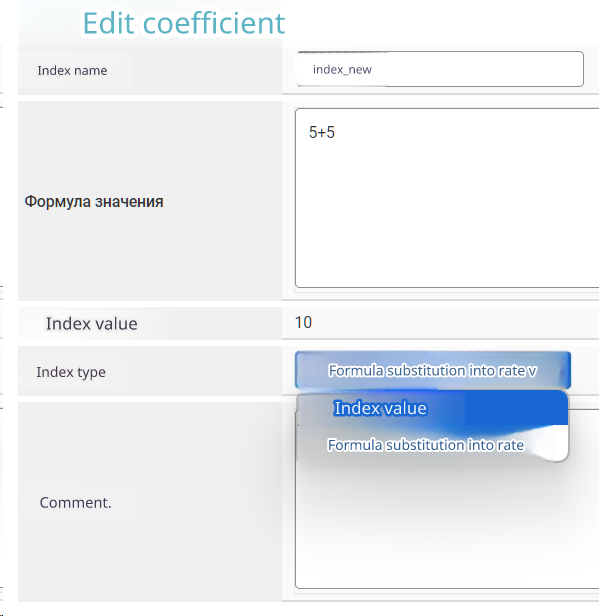 Edit coefficient
Index name
index_new
5+5
Формула значения
Index value
10
Index type
Formula substitution into rate v
Index value
Formula substitution into rate
Comment.